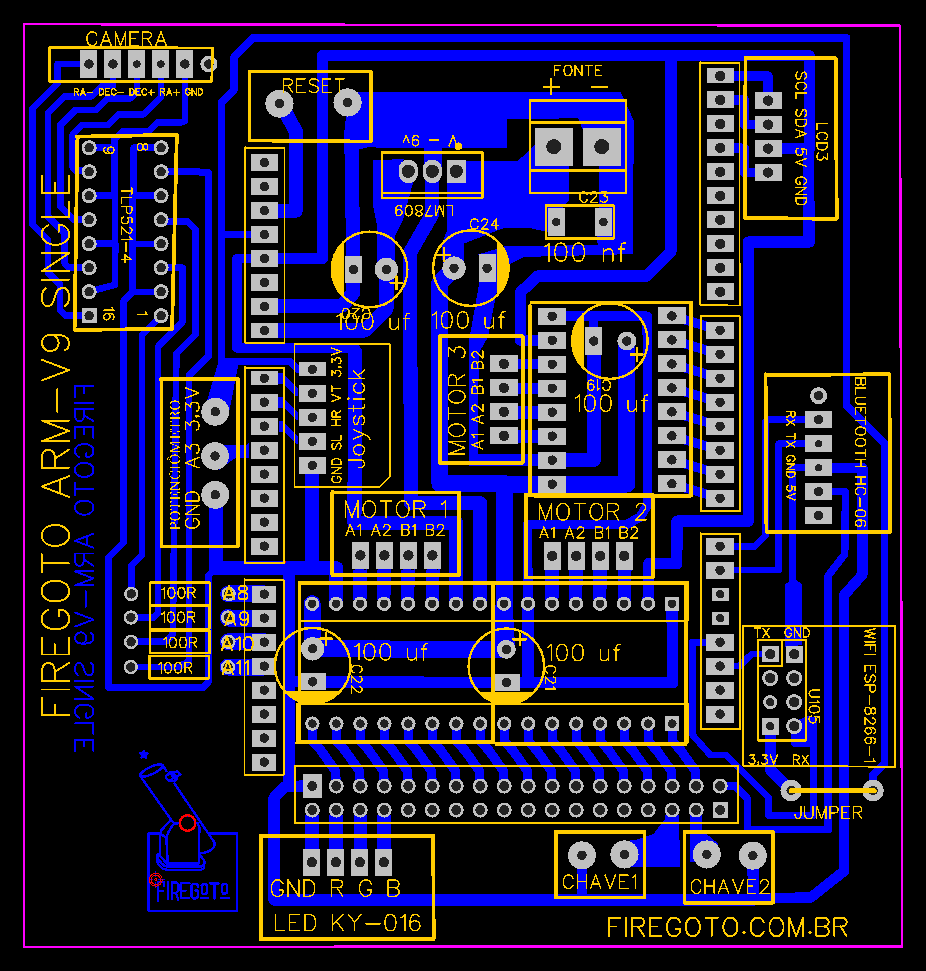 CAMERA
RA- DEC- DEC+ RA+ GND
RESET
FONTE
+ -
SCL SDA 5V GND
LCD3
V - 9V
LM7809
9
8
TLP521-4
16
1
C23
100 nf
C24
C20
+
100 uf
+
100 uf
C19
+
100 uf
FIREGOTO ARM-V9 SINGLE
FIREGOTO ARM-V9 SINGLE
GND SL HR VT 3.3V
Joystick
MOTOR 3
A1 A2 B1 B2
POTENCIÔMETRO
GND A3 3.3V
BLUETOOTH HC-06
RX TX GND 5V
MOTOR 1
A1 A2 B1 B2
MOTOR 2
A1 A2 B1 B2
100R A8
100R A9
100R A10
100R A11
+
100 uf
C22
+
100 uf
C21
TX GND
WIFI ESP-8266-1
U105
3.3V RX
JUMPER
FIREGOTO
GND R G B
LED KY-016
CHAVE1
CHAVE2
FIREGOTO.COM.BR